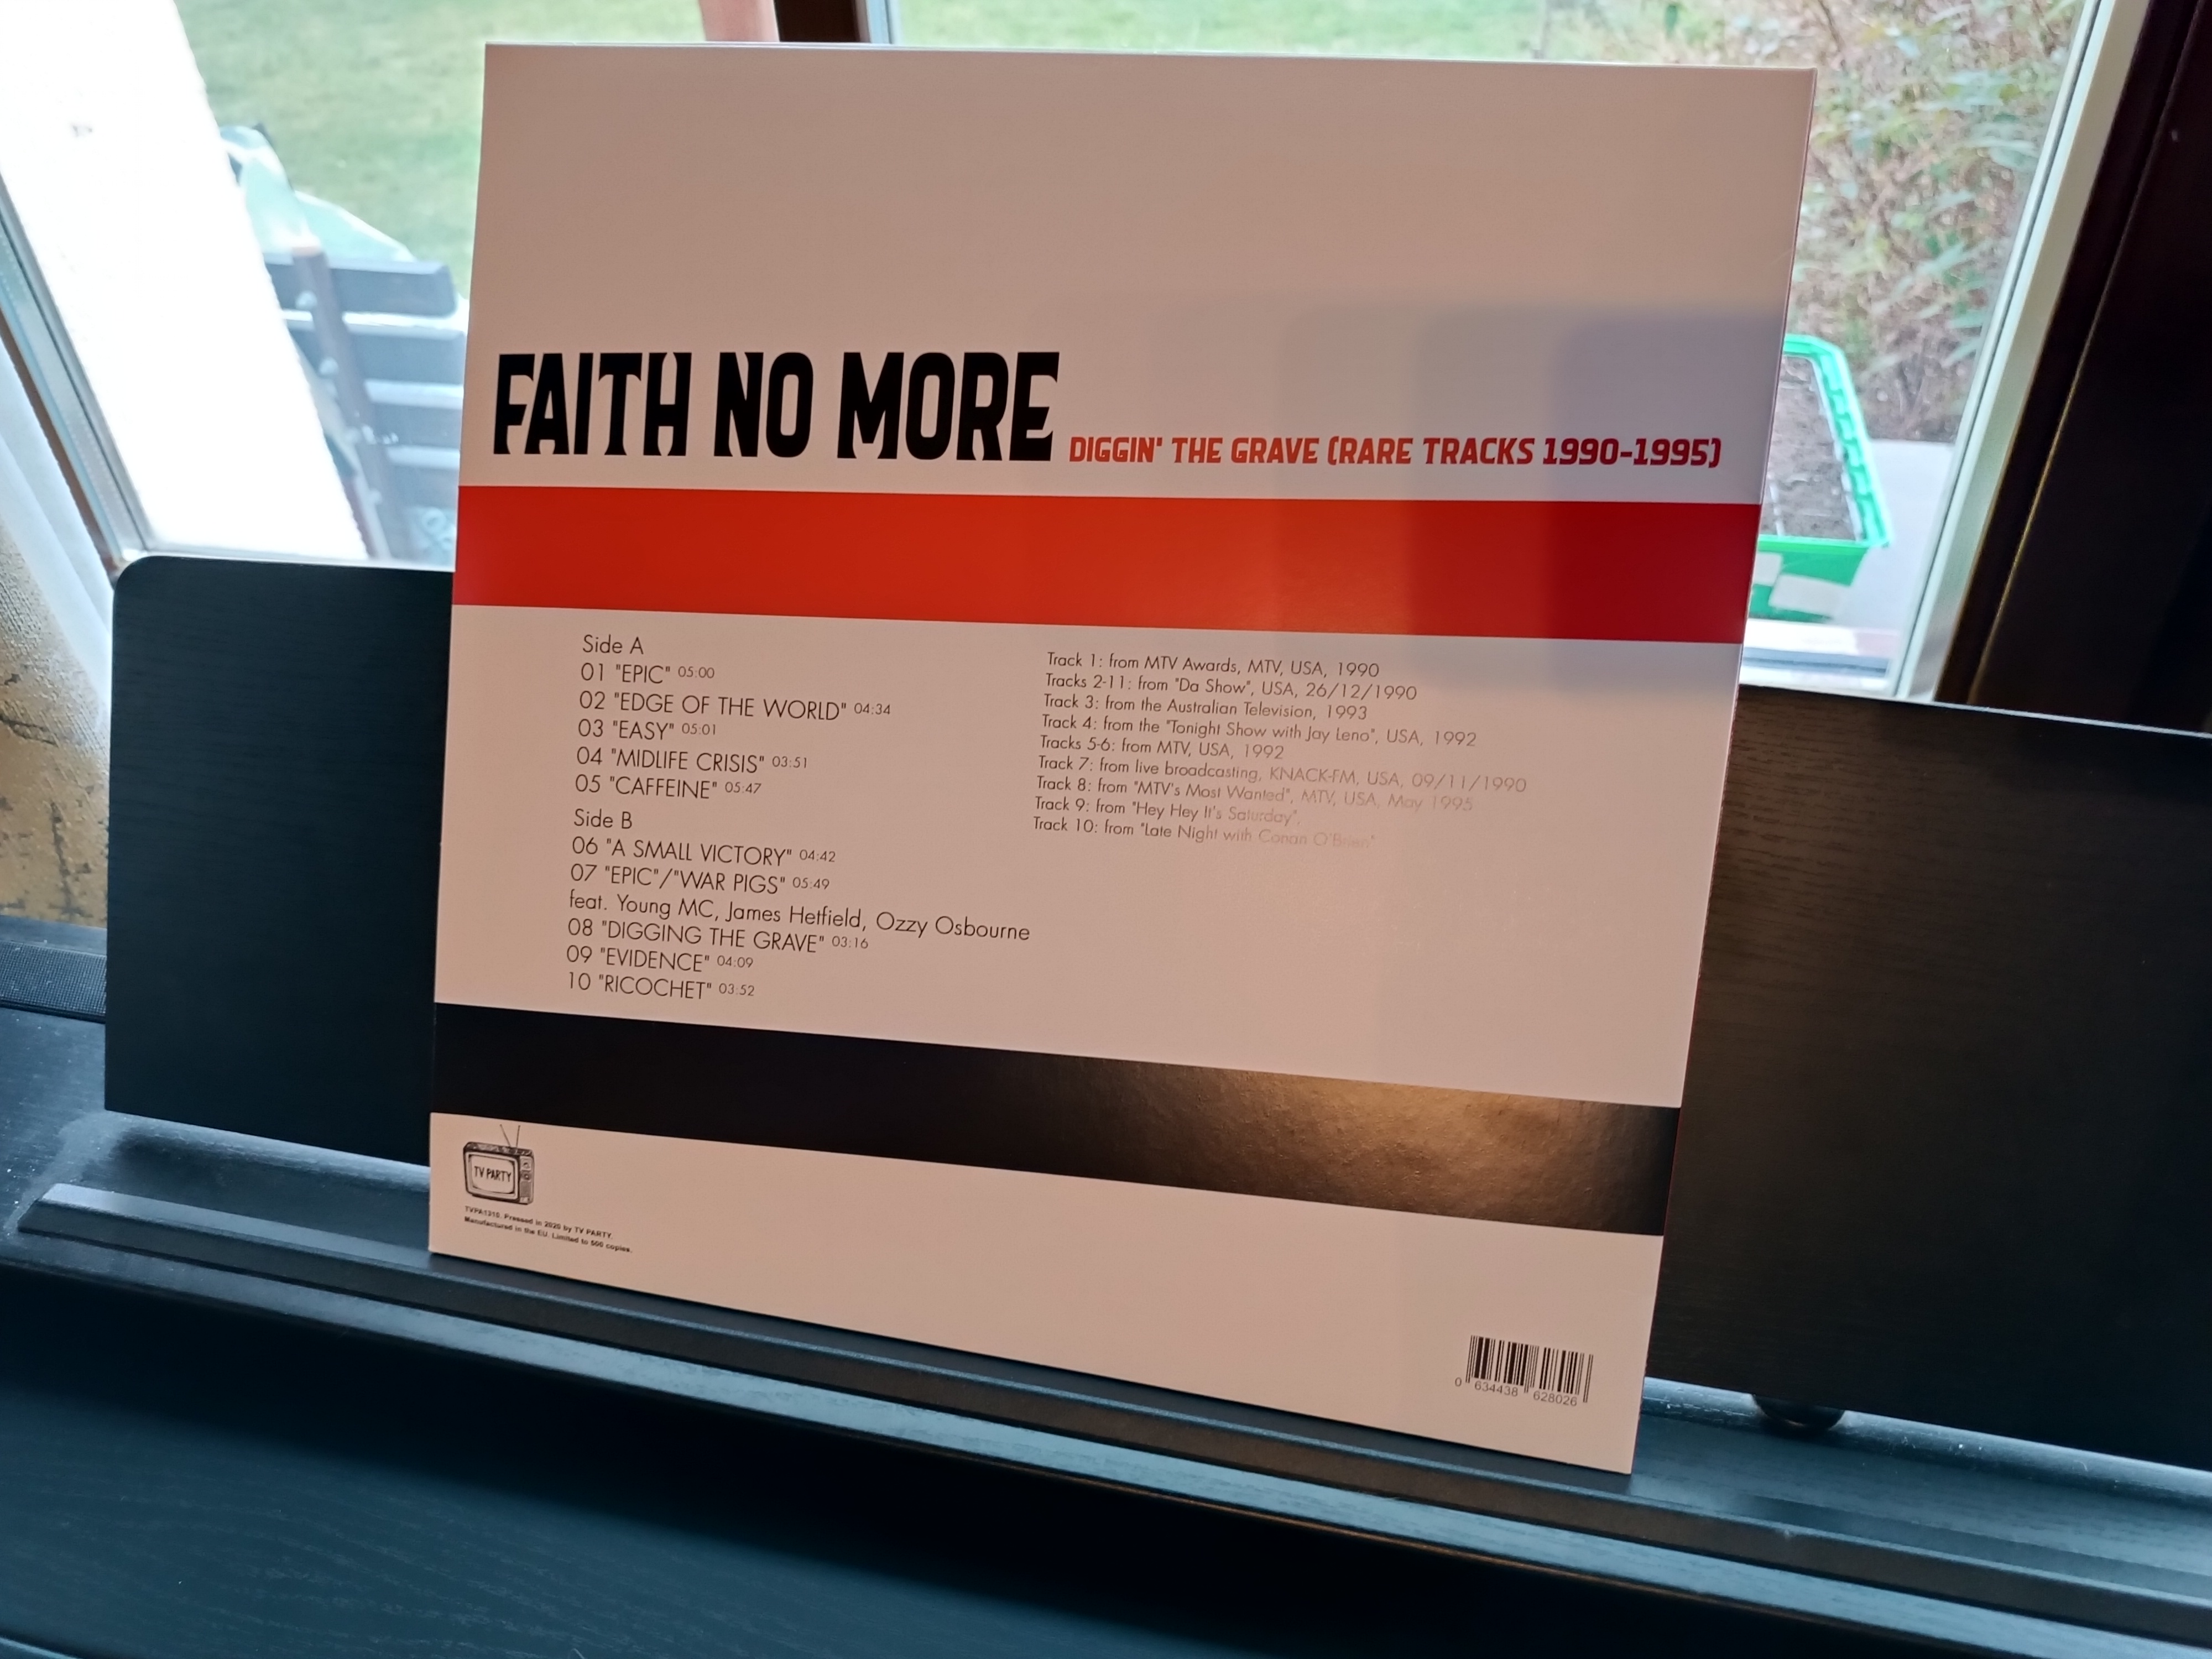 FAITH NO MORE
DIGGIN' THE GRAVE (RARE TRACKS 1990-1995)
Side A
01 "EPIC" 05:00
02 "EDGE OF THE WORLD" 04:34
03 "EASY" 05:01
04 "MIDLIFE CRISIS" 03:51
05 "CAFFEINE" 05:47
Side B
06 "A SMALL VICTORY" 04:42
07 "EPIC"/"WAR PIGS" 05:49
feat. Young MC, James Hetfield, Ozzy Osbourne
08 "DIGGING THE GRAVE" 03:16
09 "EVIDENCE" 04:09
10 "RICOCHET" 03:52
Track 1: from MTV Awards, MTV, USA, 1990
Tracks 2-11: from "Da Show", USA, 26/12/1990
Track 3: from the Australian Television, 1993
Track 4: from the "Tonight Show with Jay Leno", USA, 1992
Tracks 5-6: from MTV, USA, 1992
Track 7: from live broadcasting, KNACK-FM, USA, 09/11/1990
Track 8: from "MTV's Most Wanted", MTV, USA, May 1995
Track 9: from "Hey Hey It's Saturday",
Track 10: from "Late Night with Conan O'Brien"
TV PARTY
TVPA1310. Pressed in 2020 by TV PARTY.
Manufactured in the EU. Limited to 500 copies.
0 634438 628026